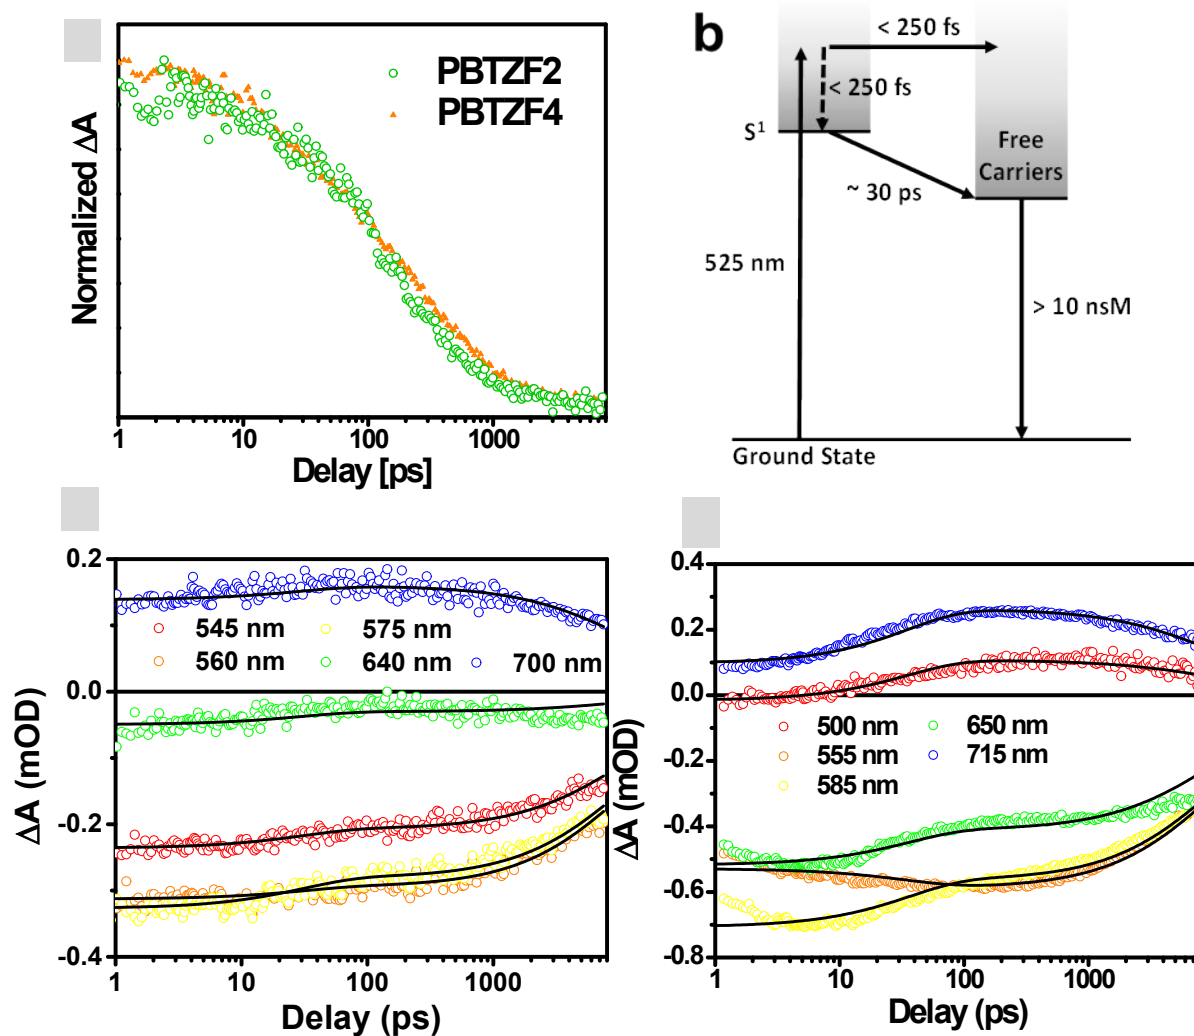 PBTZF2
PBTZF4
Normalized ΔA
1 10 100 1000
Delay [ps]
b
< 250 fs
< 250 fs
S1
Free
Carriers
~ 30 ps
525 nm
> 10 nsM
Ground State
0.2
0.0
-0.2
-0.4
ΔA (mOD)
545 nm 575 nm
560 nm 640 nm 700 nm
1 10 100 1000
Delay (ps)
0.4
0.2
0.0
-0.2
-0.4
-0.6
-0.8
ΔA (mOD)
500 nm 650 nm
555 nm 715 nm
585 nm
1 10 100 1000
Delay (ps)